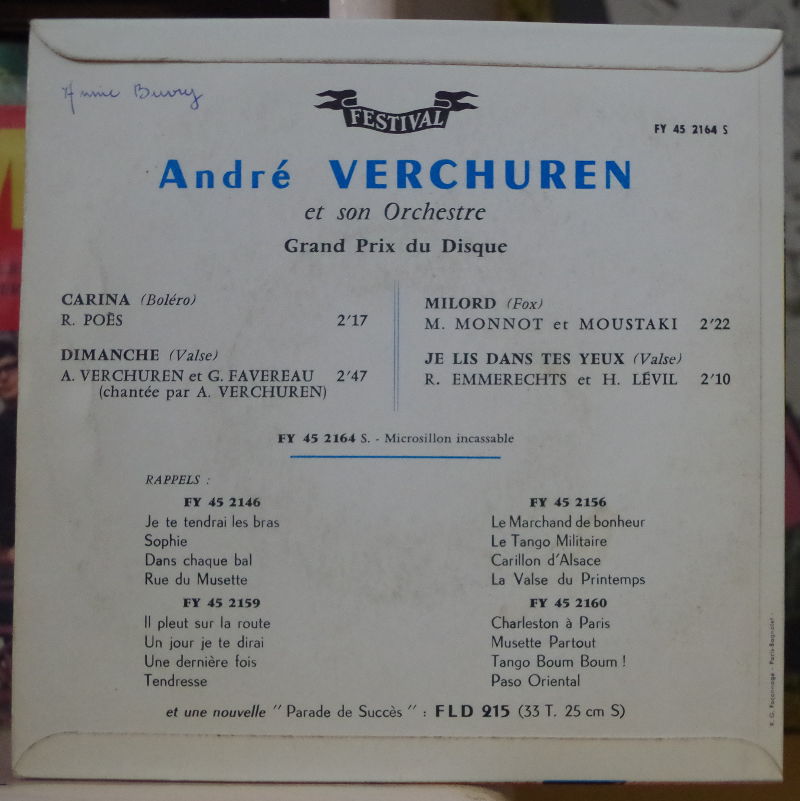 Annie Buvry
FESTIVAL
FY 45 2164 S
André VERCHUREN
et son Orchestre
Grand Prix du Disque
CARINA (Boléro)
R. POËS 2'17
DIMANCHE (Valse)
A. VERCHUREN et G. FAVEREAU 2'47
(chantée par A. VERCHUREN)
MILORD (Fox)
M. MONNOT et MOUSTAKI 2'22
JE LIS DANS TES YEUX (Valse)
R. EMMERECHTS et H. LÉVIL 2'10
FY 45 2164 S. - Microsillon incassable
RAPPELS :
FY 45 2146
Je te tendrai les bras
Sophie
Dans chaque bal
Rue du Musette
FY 45 2159
Il pleut sur la route
Un jour je te dirai
Une dernière fois
Tendresse
FY 45 2156
Le Marchand de bonheur
Le Tango Militaire
Carillon d'Alsace
La Valse du Printemps
FY 45 2160
Charleston à Paris
Musette Partout
Tango Boum Boum !
Paso Oriental
et une nouvelle "Parade de Succès" : FLD 215 (33 T. 25 cm S)